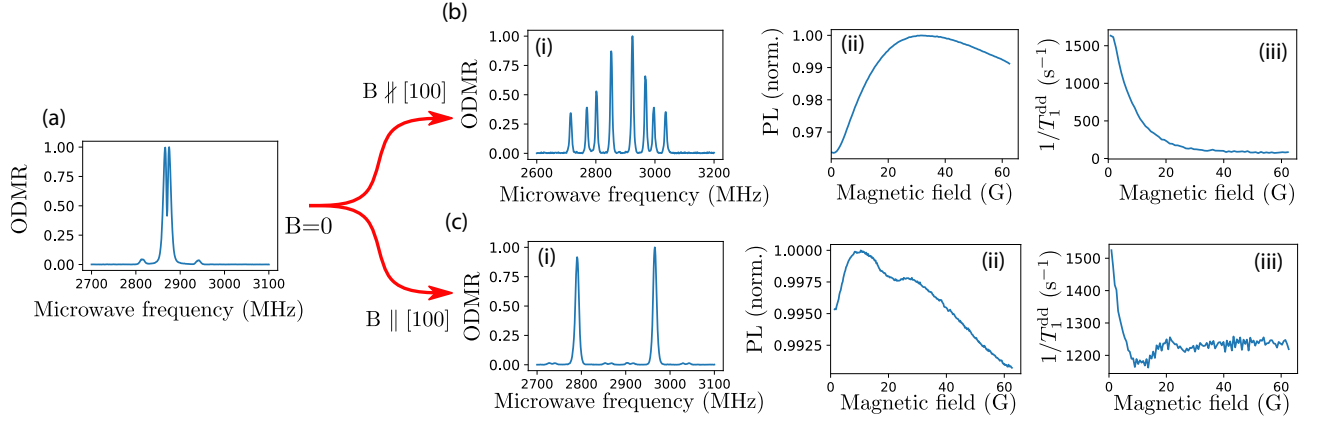 (a)
ODMR
1.00
0.75
0.50
0.25
0.00
2700 2800 2900 3000 3100
Microwave frequency (MHz)
B=0
B ∦ [100]
B ∥ [100]
(b)
(i)
ODMR
1.00
0.75
0.50
0.25
0.00
2600 2700 2800 2900 3000 3100 3200
Microwave frequency (MHz)
(ii)
PL (norm.)
1.00
0.99
0.98
0.97
0 20 40 60
Magnetic field (G)
(iii)
1/T₁ᵈᵈ (s⁻¹)
1500
1000
500
0
0 20 40 60
Magnetic field (G)
(c)
(i)
ODMR
1.00
0.75
0.50
0.25
0.00
2700 2800 2900 3000 3100
Microwave frequency (MHz)
(ii)
PL (norm.)
1.0000
0.9975
0.9950
0.9925
0 20 40 60
Magnetic field (G)
(iii)
1/T₁ᵈᵈ (s⁻¹)
1500
1400
1300
1200
0 20 40 60
Magnetic field (G)